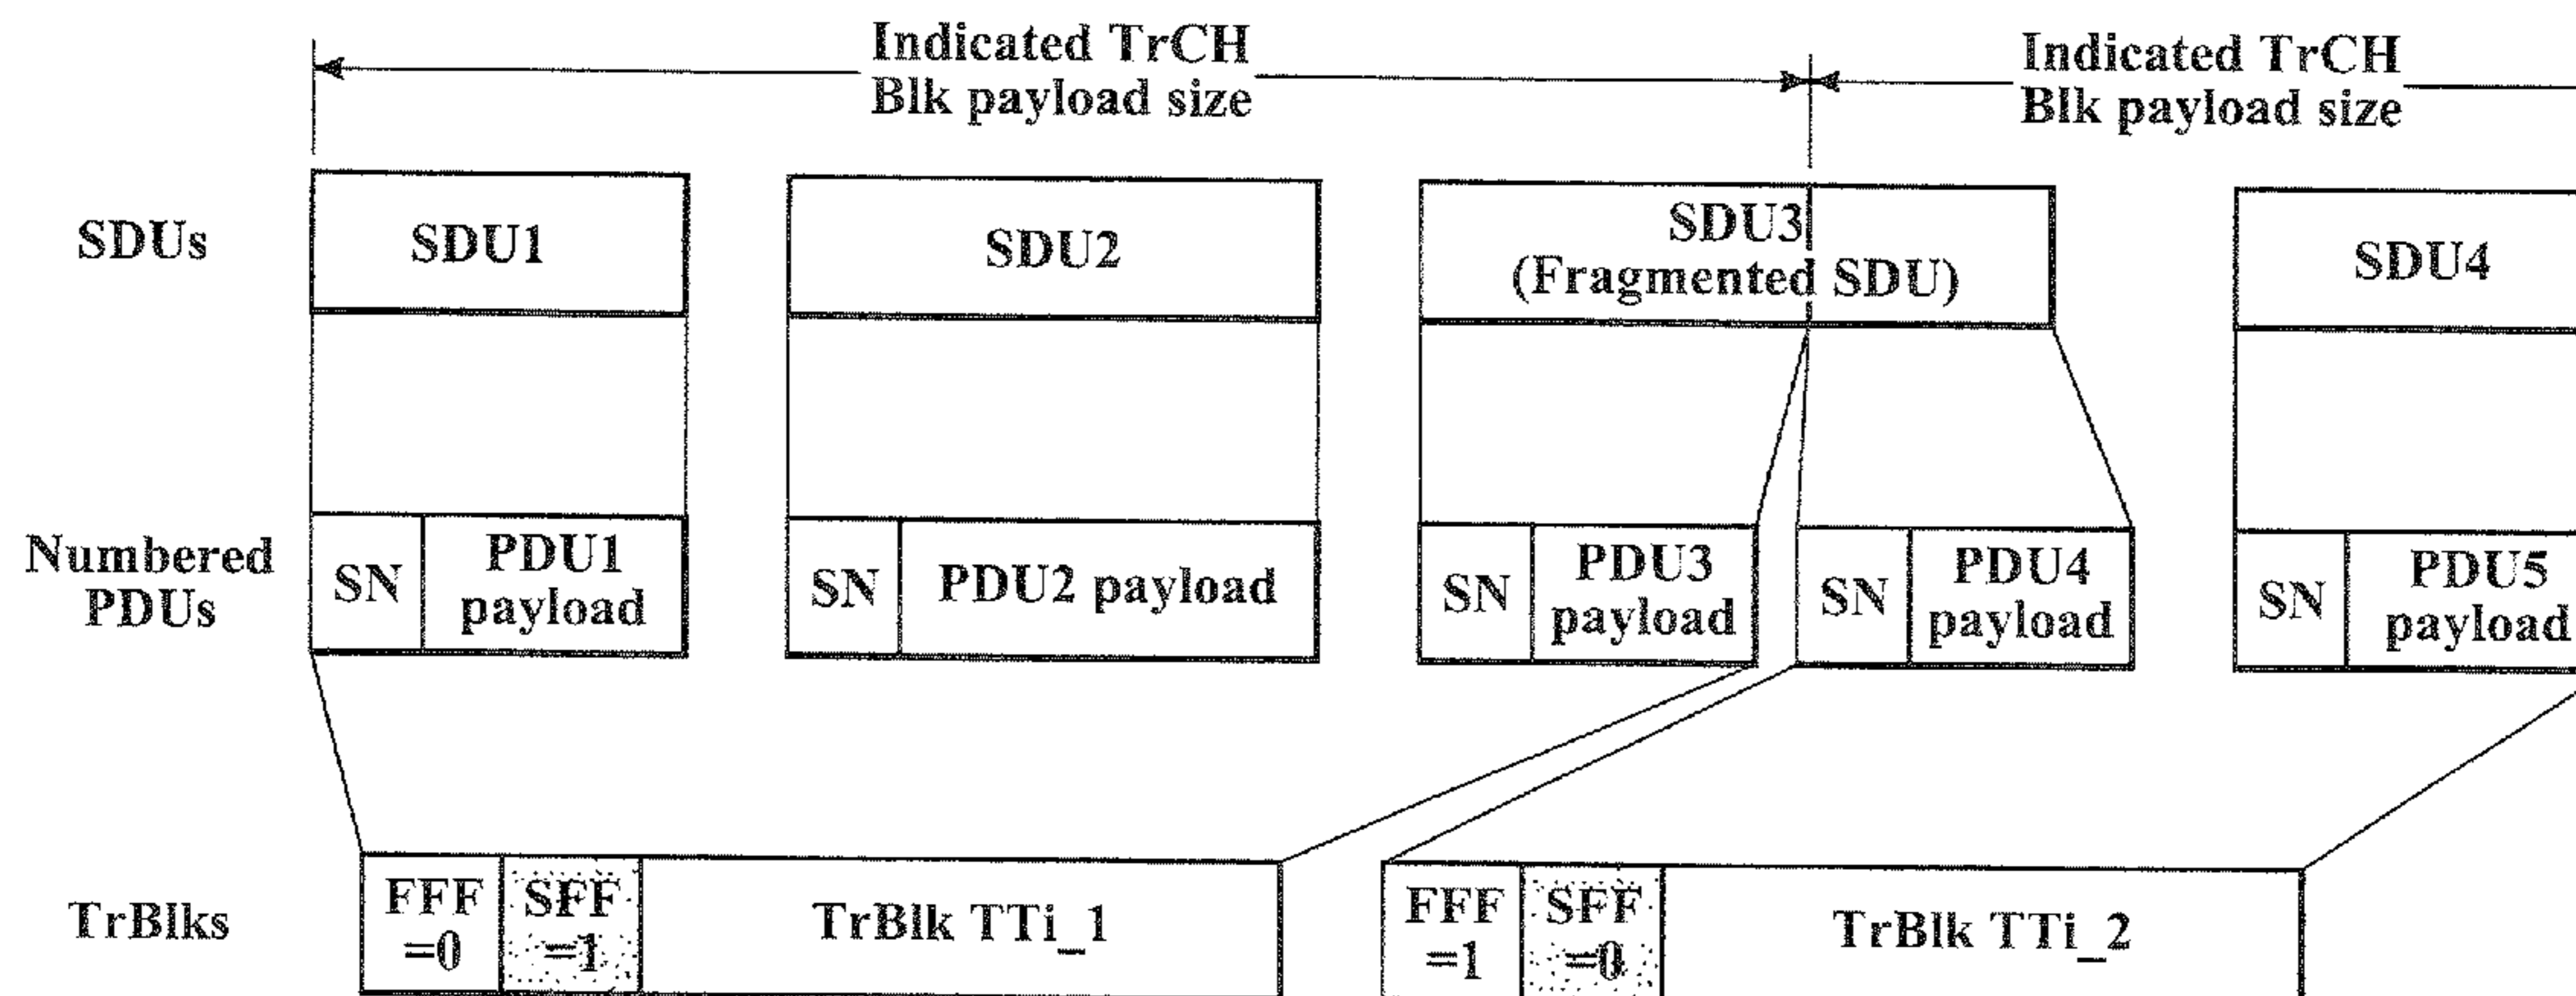 Indicated TrCH
Blk payload size
Indicated TrCH
Blk payload size
SDUs
SDU1
SDU2
SDU3
(Fragmented SDU)
SDU4
Numbered
PDUs
SN
PDU1
payload
SN
PDU2 payload
SN
PDU3
payload
SN
PDU4
payload
SN
PDU5
payload
TrBlks
FFF
=0
SFF
=1
TrBlk TTi_1
FFF
=1
SFF
=0
TrBlk TTi_2